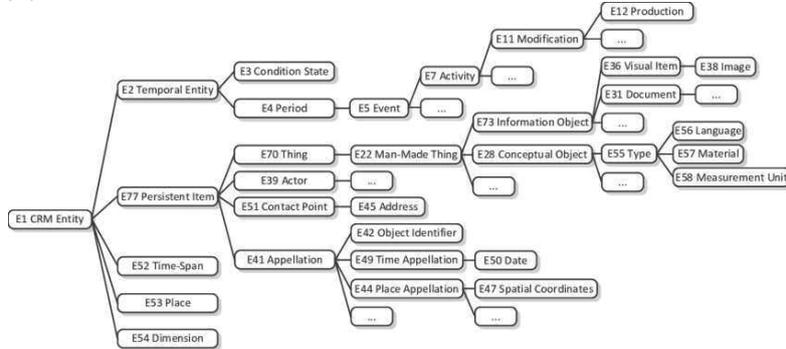 E12 Production
E11 Modification
...
E36 Visual Item
E38 Image
E3 Condition State
E7 Activity
E2 Temporal Entity
...
E31 Document
...
E4 Period
E5 Event
...
E73 Information Object
...
E56 Language
E70 Thing
E22 Man-Made Thing
E28 Conceptual Object
E55 Type
E57 Material
E39 Actor
...
...
...
E58 Measurement Unit
E77 Persistent Item
E51 Contact Point
E45 Address
E1 CRM Entity
E42 Object Identifier
E41 Appellation
E49 Time Appellation
E50 Date
E52 Time-Span
E44 Place Appellation
E47 Spatial Coordinates
E53 Place
...
...
E54 Dimension